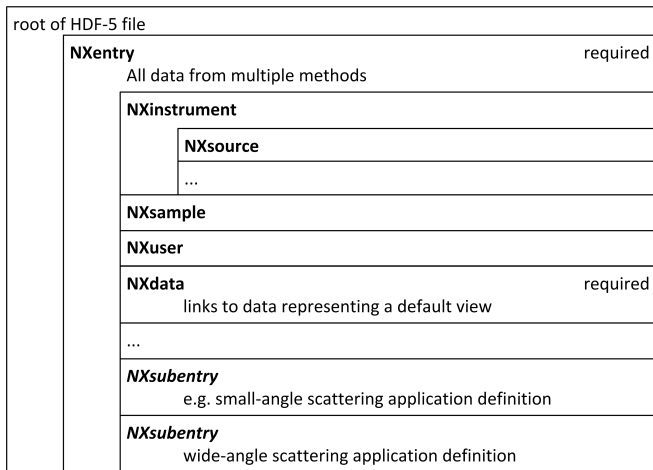 root of HDF-5 file
NXentry required
All data from multiple methods
NXinstrument
NXsource
...
NXsample
NXuser
NXdata required
links to data representing a default view
...
NXsubentry
e.g. small-angle scattering application definition
NXsubentry
wide-angle scattering application definition